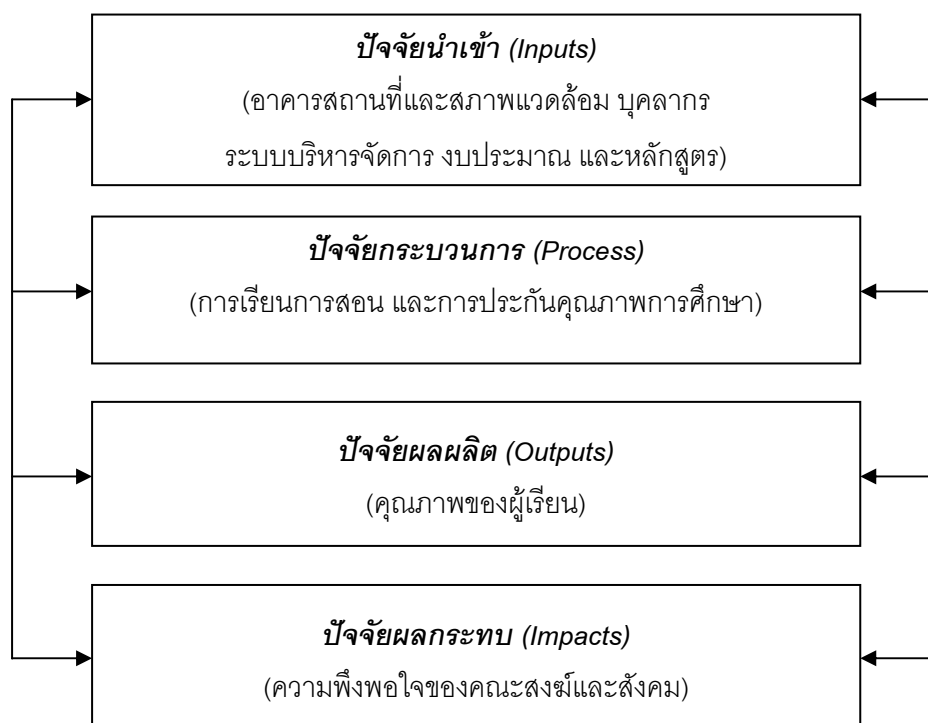 ปัจจัยนำเข้า (Inputs)
(อาคารสถานที่และสภาพแวดล้อม บุคลากร
ระบบบริหารจัดการ งบประมาณ และหลักสูตร)
ปัจจัยกระบวนการ (Process)
(การเรียนการสอน และการประกันคุณภาพการศึกษา)
ปัจจัยผลผลิต (Outputs)
(คุณภาพของผู้เรียน)
ปัจจัยผลกระทบ (Impacts)
(ความพึงพอใจของคณะสงฆ์และสังคม)